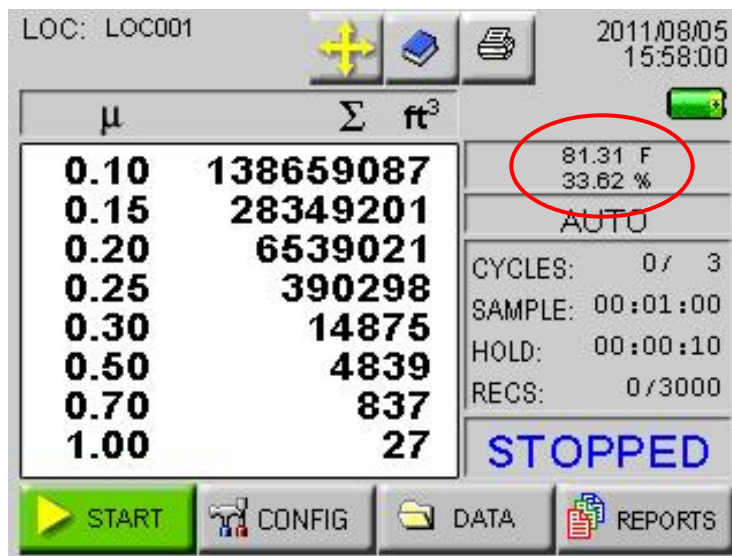 LOC: LOC001
2011/08/05
15:58:00
μ Σ ft³
0.10 138659087
0.15 28349201
0.20 6539021
0.25 390298
0.30 14875
0.50 4839
0.70 837
1.00 27
81.31 F
33.62 %
AUTO
CYCLES: 0/ 3
SAMPLE: 00:01:00
HOLD: 00:00:10
RECS: 0/3000
STOPPED
START CONFIG DATA REPORTS